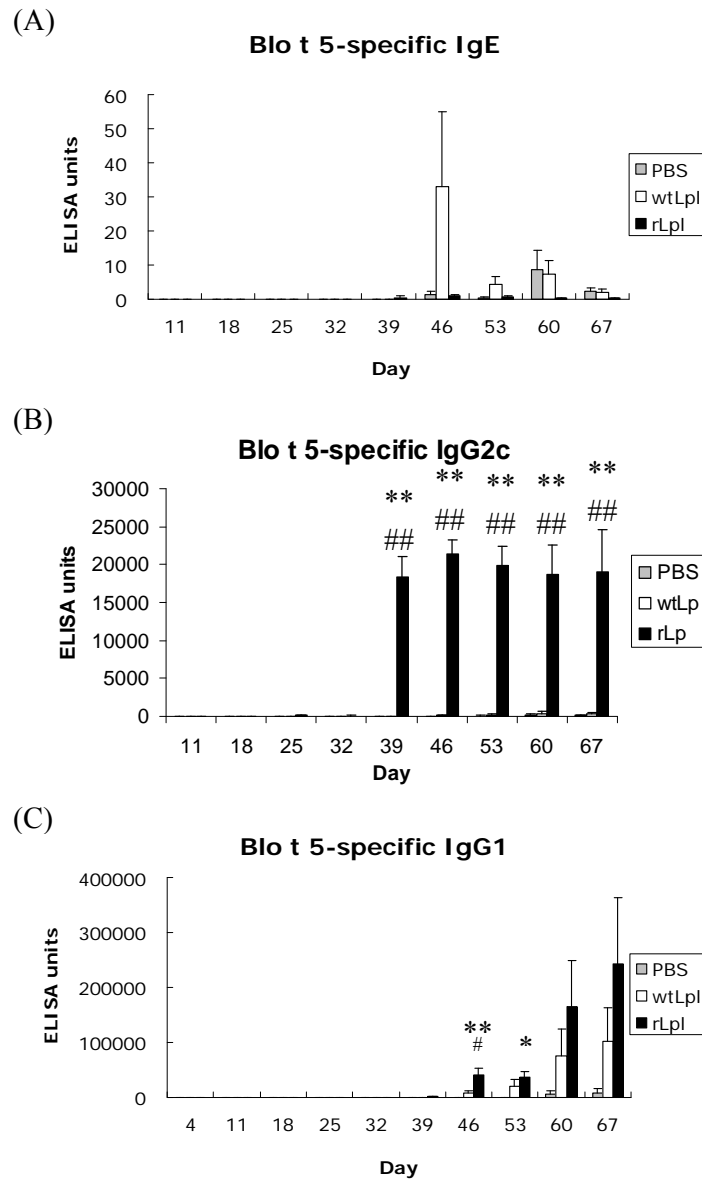 (A)
Blo t 5-specific IgE
60
50
40
30
20
10
0
ELISA units
PBS
wtLpl
rLpl
11 18 25 32 39 46 53 60 67
Day
(B)
Blo t 5-specific IgG2c
** ** ** ** **
## ## ## ## ##
30000
25000
20000
15000
10000
5000
0
ELISA units
PBS
wtLp
rLp
11 18 25 32 39 46 53 60 67
Day
(C)
Blo t 5-specific IgG1
400000
300000
200000
100000
0
ELISA units
** *
#
PBS
wtLpl
rLpl
4 11 18 25 32 39 46 53 60 67
Day